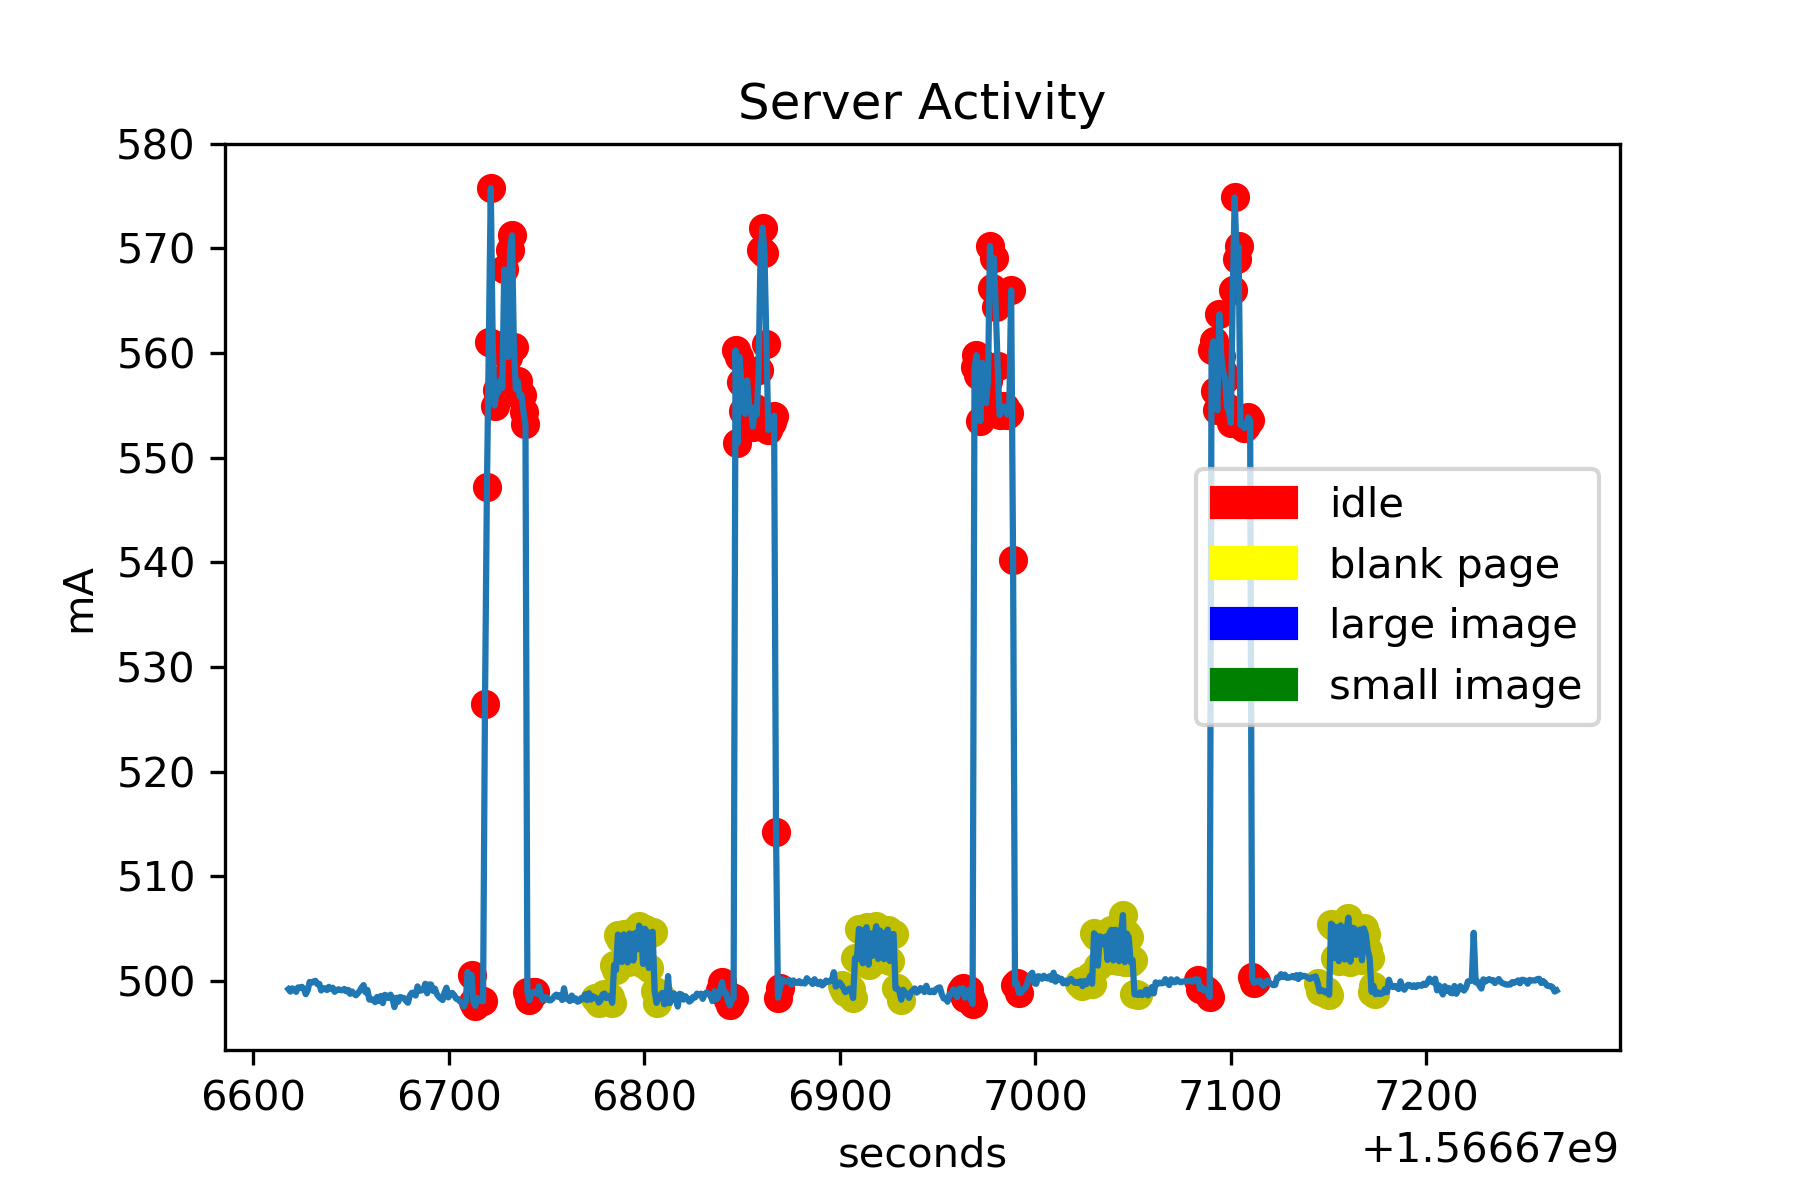 Server Activity
580
570
560
550
540
530
520
510
500
mA
idle
blank page
large image
small image
6600 6700 6800 6900 7000 7100 7200
seconds
+1.56667e9